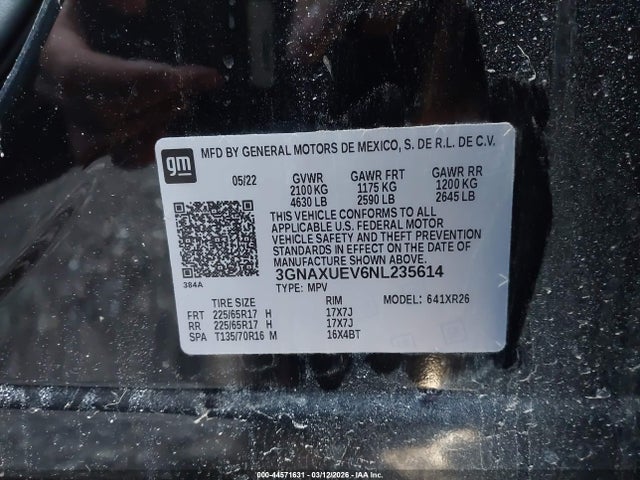 gm MFD BY GENERAL MOTORS DE MEXICO, S. DE R.L. DE C.V.
05/22 GVWR GAWR FRT GAWR RR
2100 KG 1175 KG 1200 KG
4630 LB 2590 LB 2645 LB
THIS VEHICLE CONFORMS TO ALL
APPLICABLE U.S. FEDERAL MOTOR
VEHICLE SAFETY AND THEFT PREVENTION
STANDARDS IN EFFECT ON THE DATE OF
MANUFACTURE SHOWN ABOVE.
3GNAXUEV6NL235614
384A TYPE: MPV
TIRE SIZE RIM MODEL: 641XR26
FRT 225/65R17 H 17X7J
RR 225/65R17 H 17X7J
SPA T135/70R16 M 16X4BT
000-44571631 - 03/12/2026 - IAA Inc.